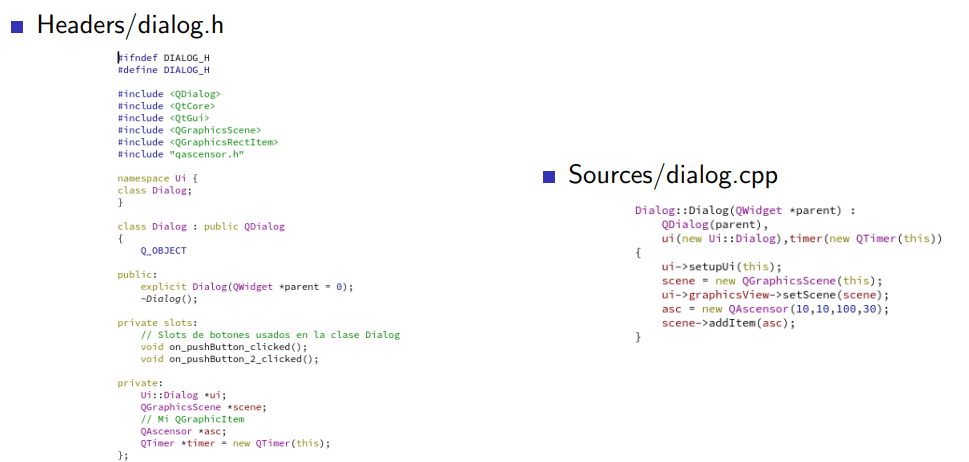 Headers/dialog.h
#ifndef DIALOG_H
#define DIALOG_H
#include <QDialog>
#include <QtCore>
#include <QtGui>
#include <QGraphicsScene>
#include <QGraphicsRectItem>
#include "qascensor.h"
namespace Ui {
class Dialog;
}
class Dialog : public QDialog
{
Q_OBJECT
public:
explicit Dialog(QWidget *parent = 0);
~Dialog();
private slots:
// Slots de botones usados en la clase Dialog
void on_pushButton_clicked();
void on_pushButton_2_clicked();
private:
Ui::Dialog *ui;
QGraphicsScene *scene;
// Mi QGraphicItem
QAscensor *asc;
QTimer *timer = new QTimer(this);
};
Sources/dialog.cpp
Dialog::Dialog(QWidget *parent) :
QDialog(parent),
ui(new Ui::Dialog),timer(new QTimer(this))
{
ui->setupUi(this);
scene = new QGraphicsScene(this);
ui->graphicsView->setScene(scene);
asc = new QAscensor(10,10,100,30);
scene->addItem(asc);
}